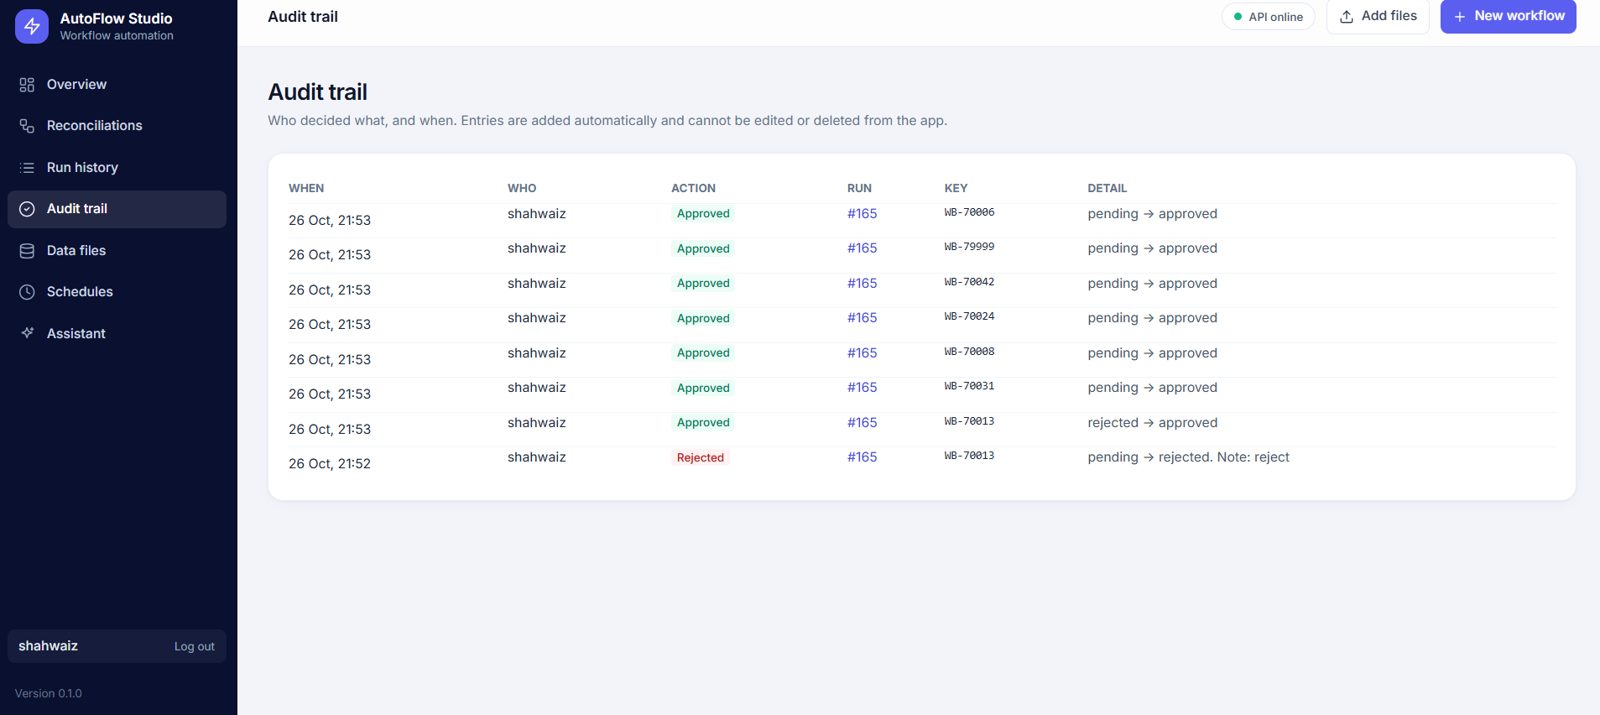 AutoFlow Studio
Workflow automation
Overview
Reconciliations
Run history
Audit trail
Data files
Schedules
Assistant
shahwaiz Log out
Version 0.1.0
Audit trail
API online
Add files
+ New workflow
Audit trail
Who decided what, and when. Entries are added automatically and cannot be edited or deleted from the app.
WHEN WHO ACTION RUN KEY DETAIL
26 Oct, 21:53 shahwaiz Approved #165 WB-70006 pending → approved
26 Oct, 21:53 shahwaiz Approved #165 WB-79999 pending → approved
26 Oct, 21:53 shahwaiz Approved #165 WB-70042 pending → approved
26 Oct, 21:53 shahwaiz Approved #165 WB-70024 pending → approved
26 Oct, 21:53 shahwaiz Approved #165 WB-70008 pending → approved
26 Oct, 21:53 shahwaiz Approved #165 WB-70031 pending → approved
26 Oct, 21:53 shahwaiz Approved #165 WB-70013 rejected → approved
26 Oct, 21:52 shahwaiz Rejected #165 WB-70013 pending → rejected. Note: reject